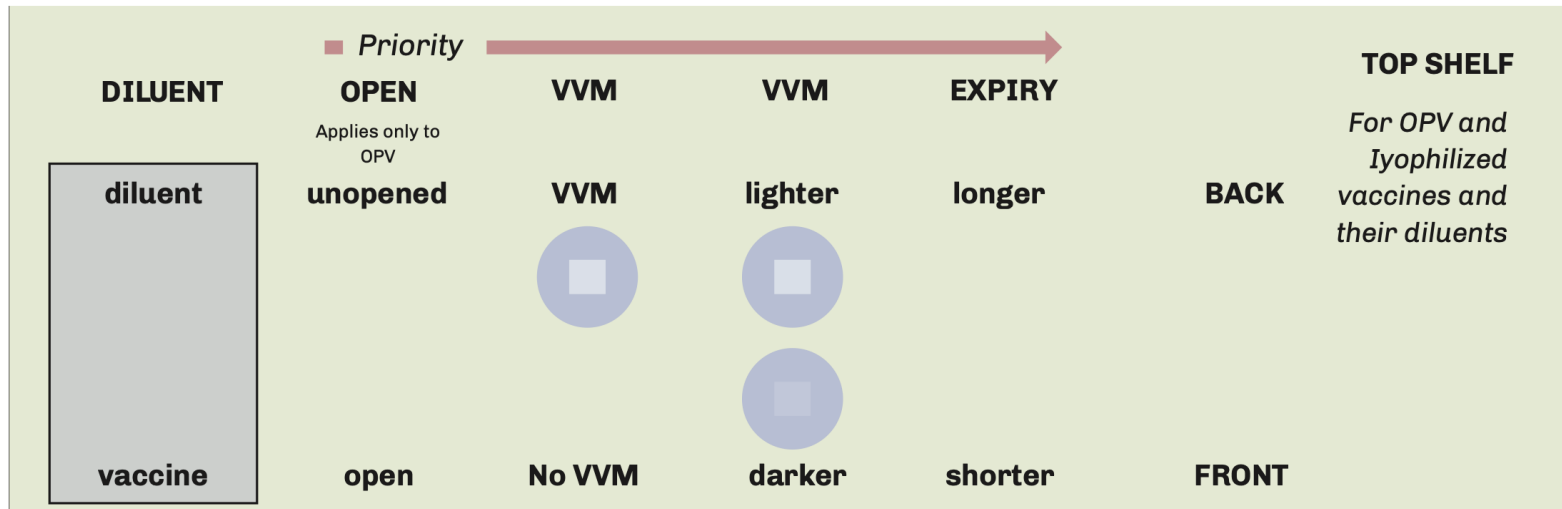 Priority
DILUENT OPEN VVM VVM EXPIRY
TOP SHELF
Applies only to
OPV
For OPV and
Iyophilized
vaccines and
their diluents
diluent unopened VVM lighter longer BACK
vaccine open No VVM darker shorter FRONT